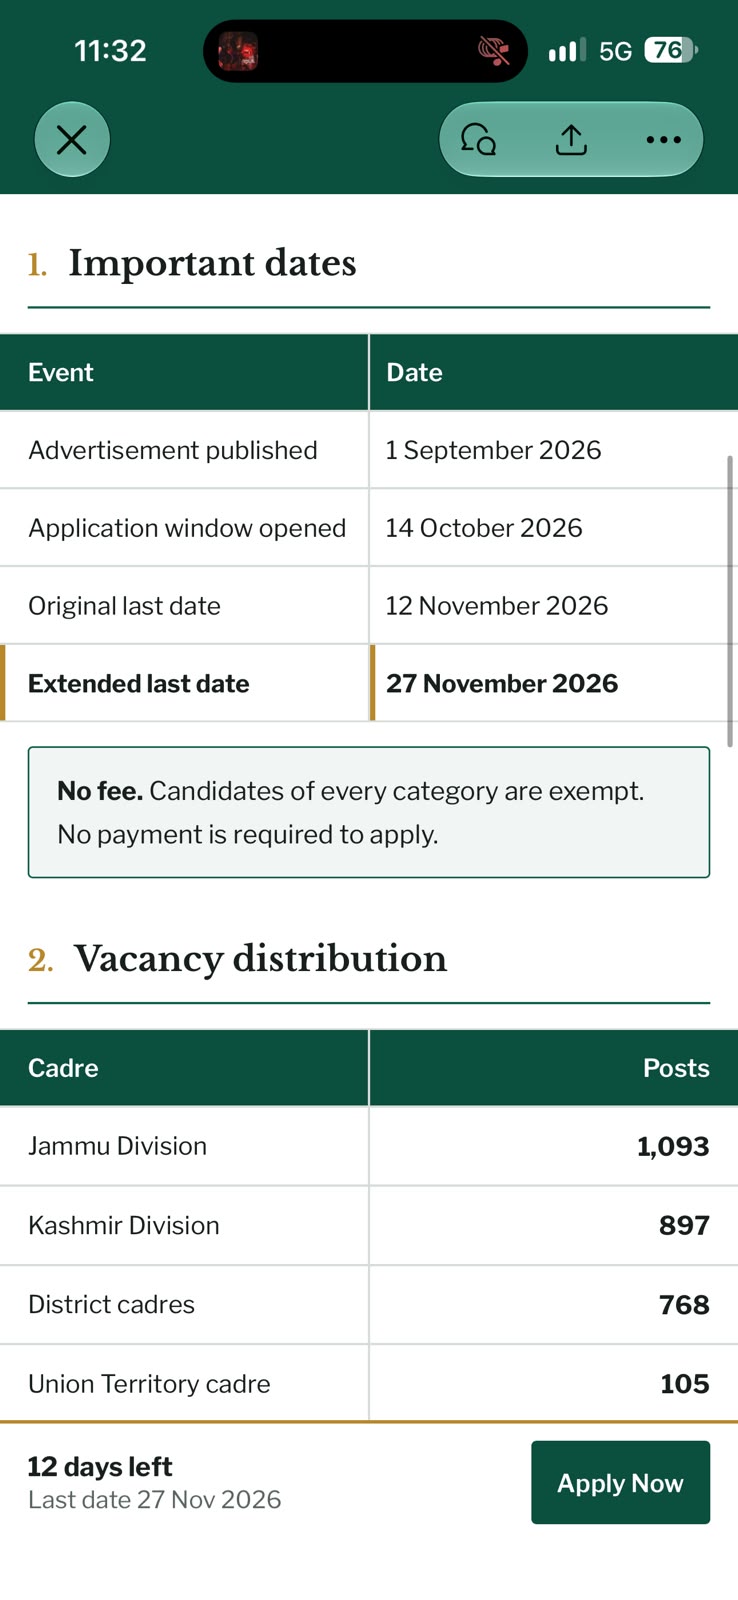 11:32
5G
76
1. Important dates
Event Date
Advertisement published 1 September 2026
Application window opened 14 October 2026
Original last date 12 November 2026
Extended last date 27 November 2026
No fee. Candidates of every category are exempt.
No payment is required to apply.
2. Vacancy distribution
Cadre Posts
Jammu Division 1,093
Kashmir Division 897
District cadres 768
Union Territory cadre 105
12 days left
Last date 27 Nov 2026
Apply Now